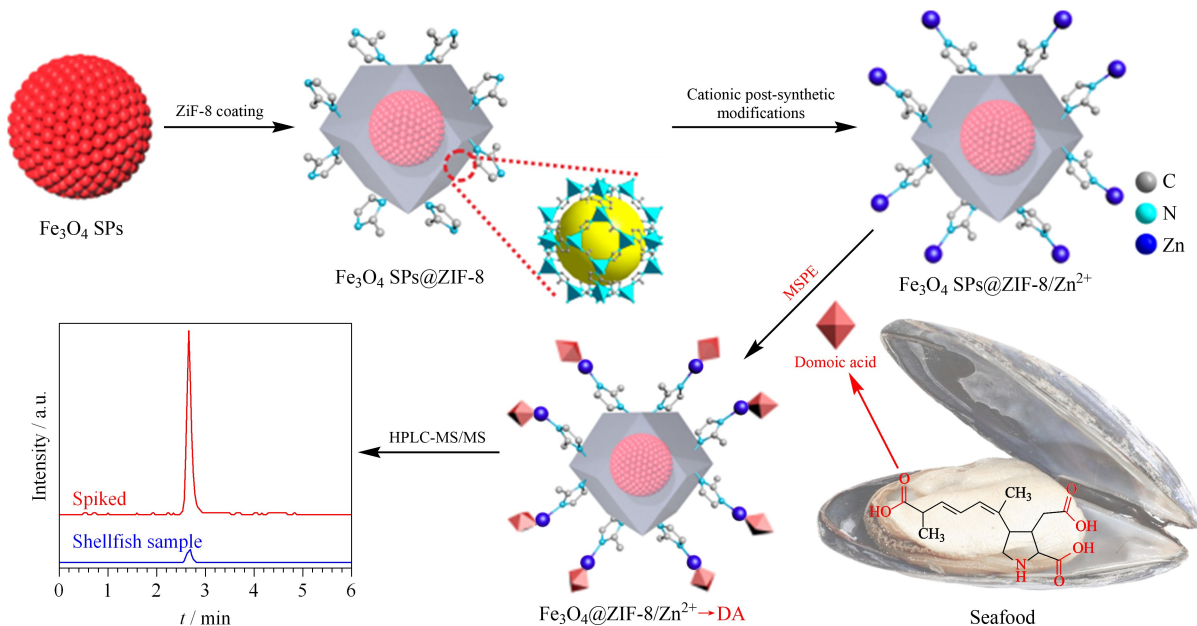 ZiF-8 coating
Cationic post-synthetic
modifications
C
N
Zn
Fe₃O₄ SPs
Fe₃O₄ SPs@ZIF-8
Fe₃O₄ SPs@ZIF-8/Zn²⁺
MSPE
Domoic acid
HPLC-MS/MS
Intensity / a.u.
Spiked
Shellfish sample
0 1 2 3 4 5 6
t / min
Fe₃O₄@ZIF-8/Zn²⁺→DA
O
HO
CH₃
CH₃
O
OH
OH
O
N
H
Seafood